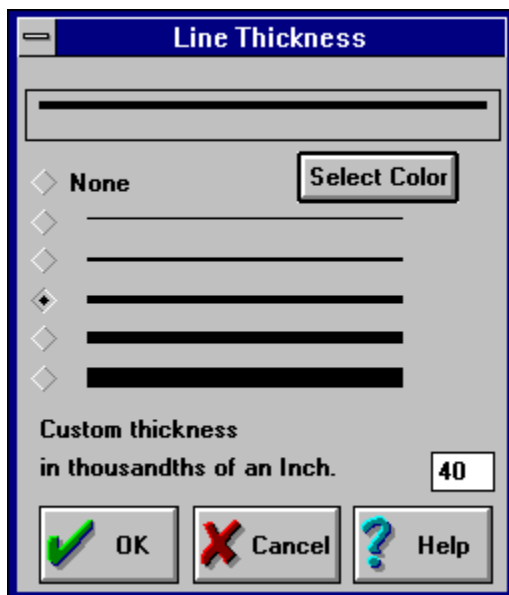 Line Thickness
Select Color
None
Custom thickness
in thousandths of an Inch.
40
OK
Cancel
Help